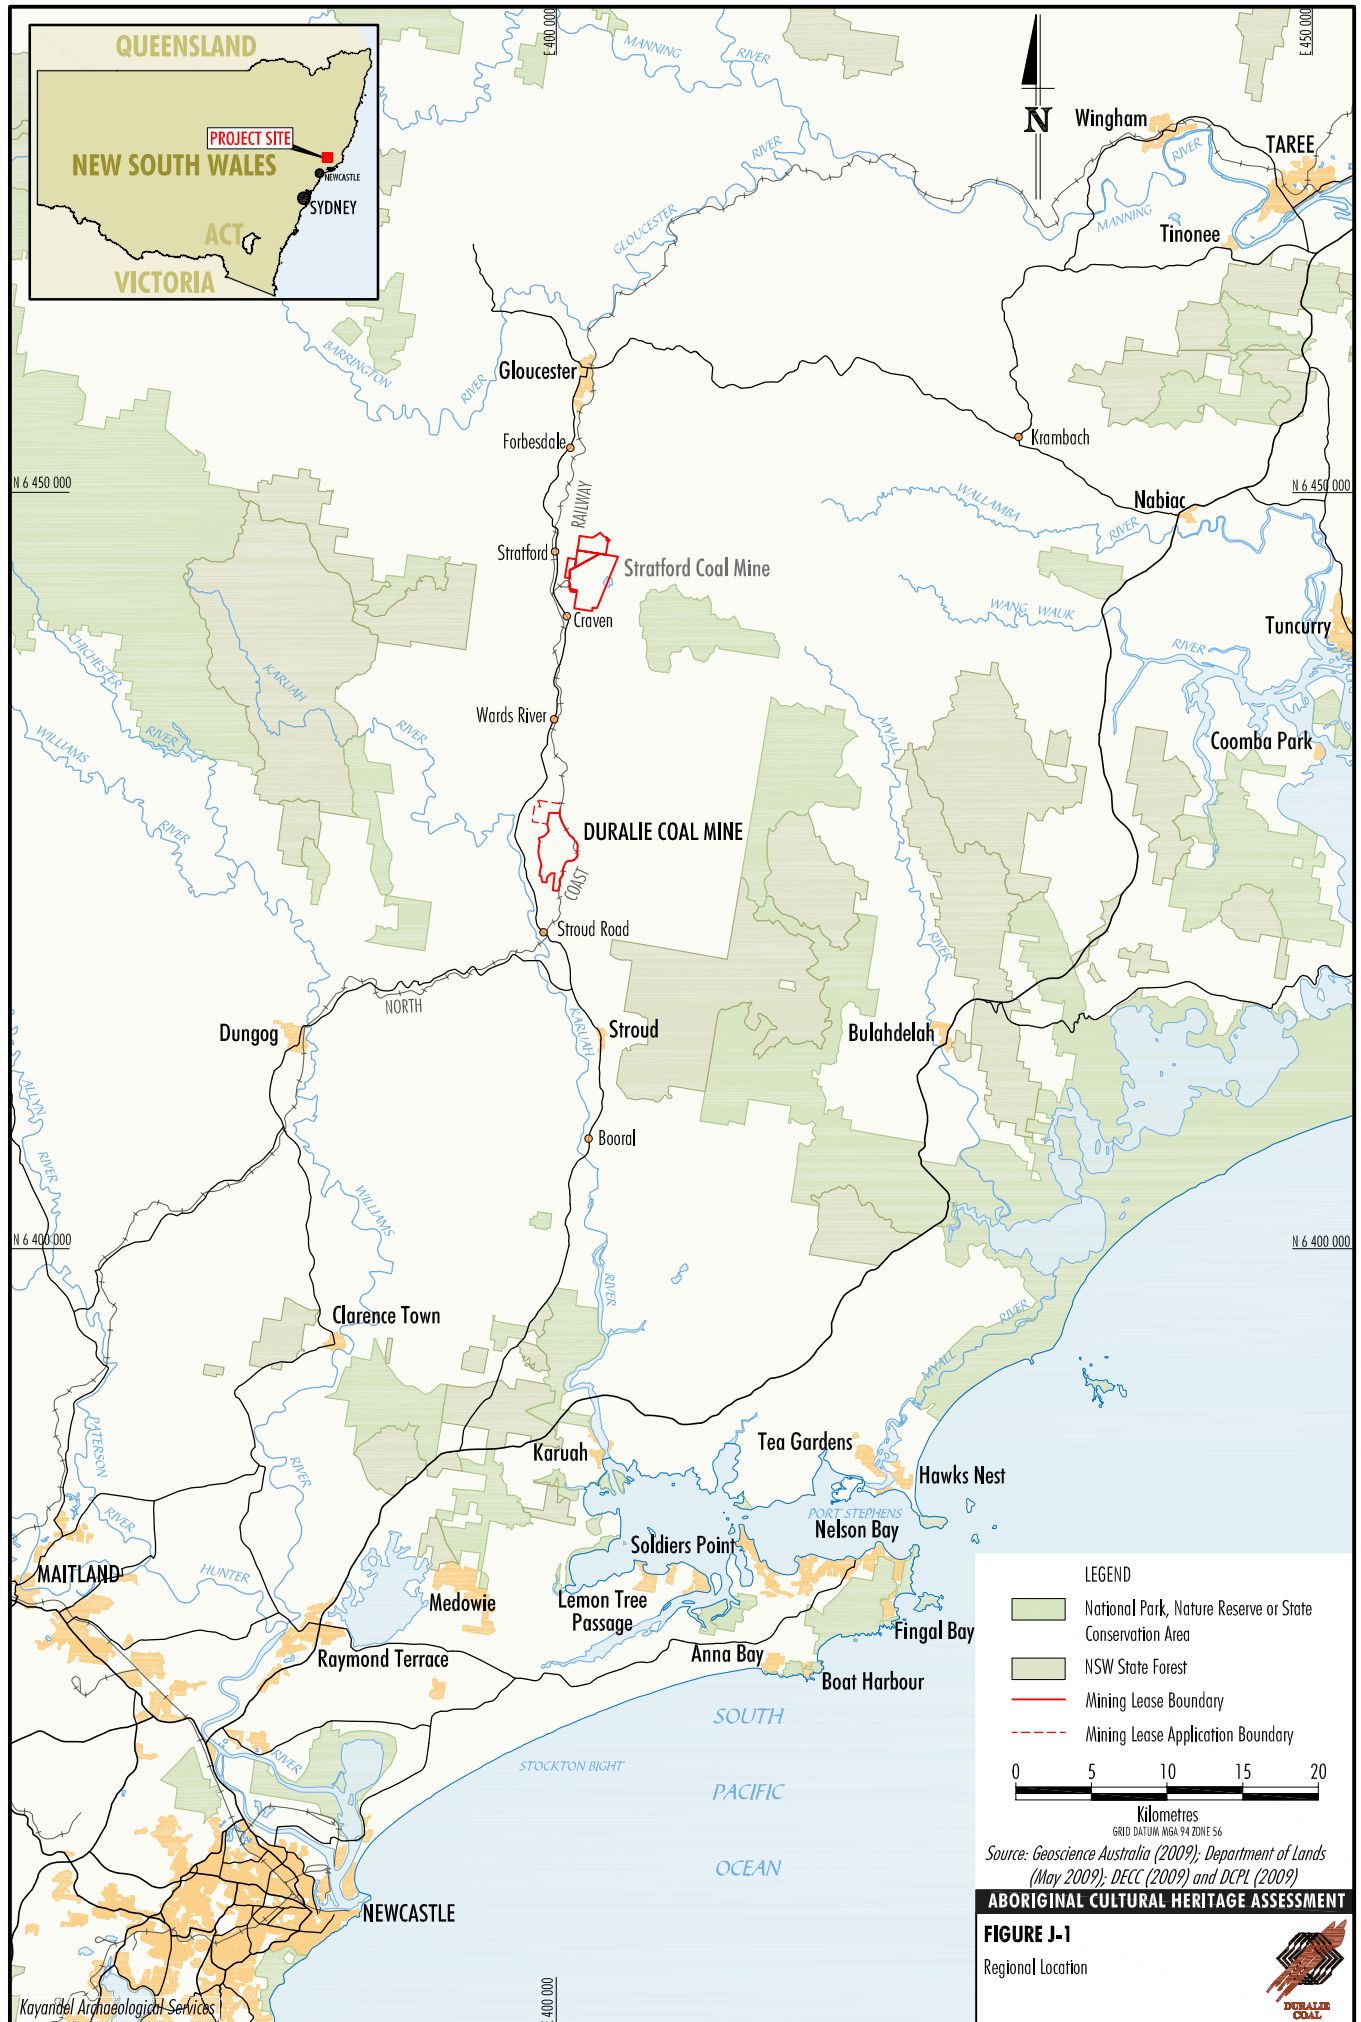 QUEENSLAND
PROJECT SITE
NEW SOUTH WALES
NEWCASTLE
SYDNEY
ACT
VICTORIA
E 400 000
E 450 000
MANNING
RIVER
N
Wingham
TAREE
RIVER
MANNING
Tinonee
RIVER
GLOUCESTER
BARRINGTON
RIVER
Gloucester
Forbesdale
Krambach
N 6 450 000
N 6 450 000
RAILWAY
WALLAMBA
RIVER
Nabiac
Stratford
Stratford Coal Mine
WANG WAUK
RIVER
Craven
Tuncurry
CHICHESTER
RIVER
KARUAH
RIVER
Wards River
MYALL
Coomba Park
WILLIAMS
RIVER
DURALIE COAL MINE
COAST
Stroud Road
RIVER
NORTH
Dungog
KARUAH
Stroud
Bulahdelah
ALLYN
RIVER
Booral
WILLIAMS
N 6 400 000
N 6 400 000
RIVER
RIVER
Clarence Town
MYALL
PATERSON
RIVER
Karuah
Tea Gardens
Hawks Nest
RIVER
PORT STEPHENS
Nelson Bay
Soldiers Point
MAITLAND
HUNTER
Medowie
Lemon Tree
Passage
Fingal Bay
Raymond Terrace
Anna Bay
Boat Harbour
SOUTH
PACIFIC
OCEAN
RIVER
STOCKTON BIGHT
NEWCASTLE
E 400 000
Kayandel Archaeological Services
LEGEND
National Park, Nature Reserve or State
Conservation Area
NSW State Forest
Mining Lease Boundary
Mining Lease Application Boundary
0 5 10 15 20
Kilometres
GRID DATUM MGA 94 ZONE 56
Source: Geoscience Australia (2009); Department of Lands
(May 2009); DECC (2009) and DCPL (2009)
ABORIGINAL CULTURAL HERITAGE ASSESSMENT
FIGURE J-1
Regional Location
DURALIE
COAL